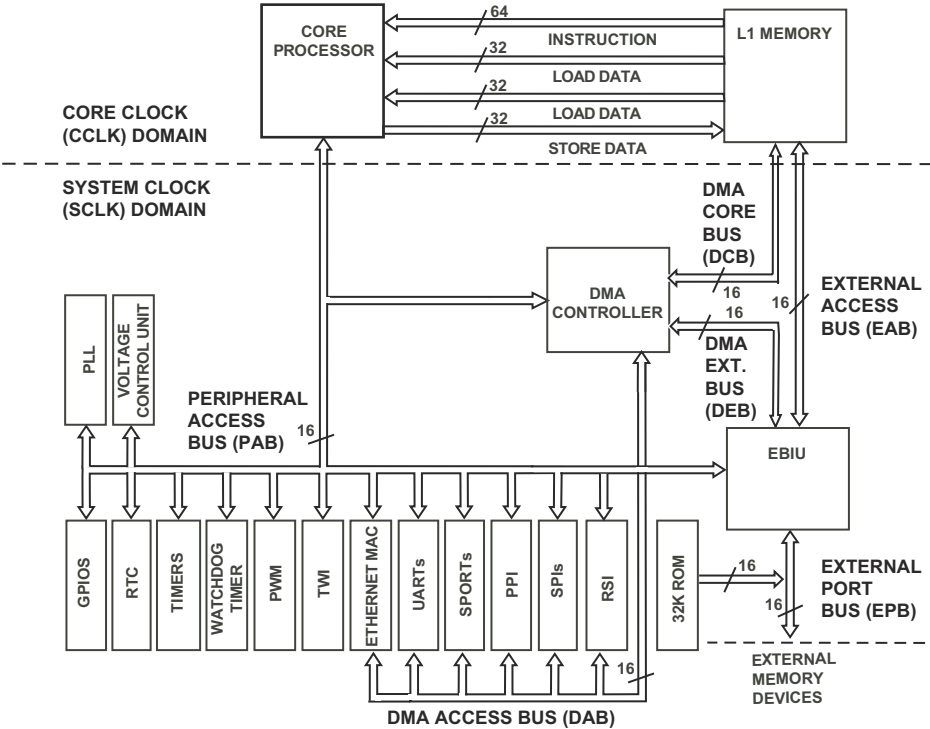 CORE
PROCESSOR
L1 MEMORY
64
INSTRUCTION
32
LOAD DATA
32
LOAD DATA
32
STORE DATA
CORE CLOCK
(CCLK) DOMAIN
SYSTEM CLOCK
(SCLK) DOMAIN
DMA
CORE
BUS
(DCB)
16
DMA
CONTROLLER
16
DMA
EXT.
BUS
(DEB)
16
EXTERNAL
ACCESS
BUS (EAB)
PLL
VOLTAGE
CONTROL UNIT
PERIPHERAL
ACCESS
BUS (PAB)
16
EBIU
GPIOS
RTC
TIMERS
WATCHDOG
TIMER
PWM
TWI
ETHERNET MAC
UARTs
SPORTs
PPI
SPIs
RSI
32K ROM
16
16
EXTERNAL
PORT
BUS (EPB)
16
EXTERNAL
MEMORY
DEVICES
DMA ACCESS BUS (DAB)